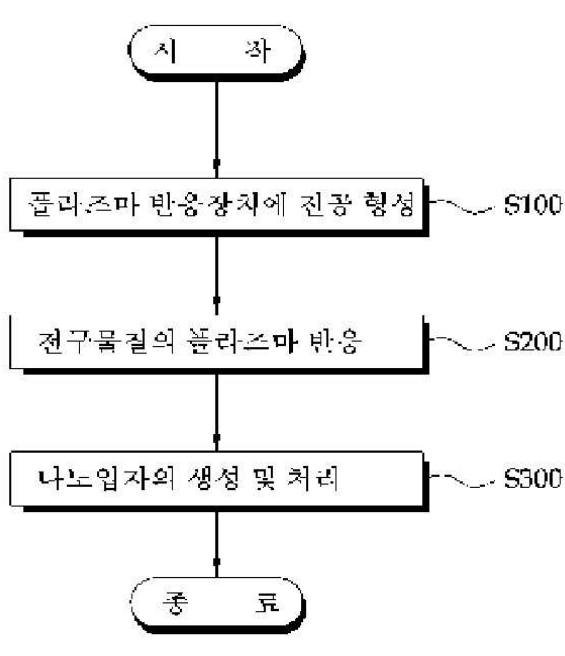 시 작
플라즈마 반응장치에 진공 형성 S100
전구물질의 플라즈마 반응 S200
나노입자의 생성 및 처리 S300
종 료